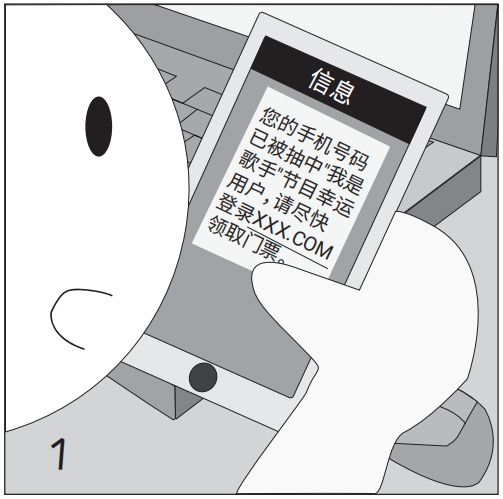 信息
您的手机号码
已被抽中"我是
歌手"节目幸运
用户，请尽快
登录XXX.COM
领取门票。
1